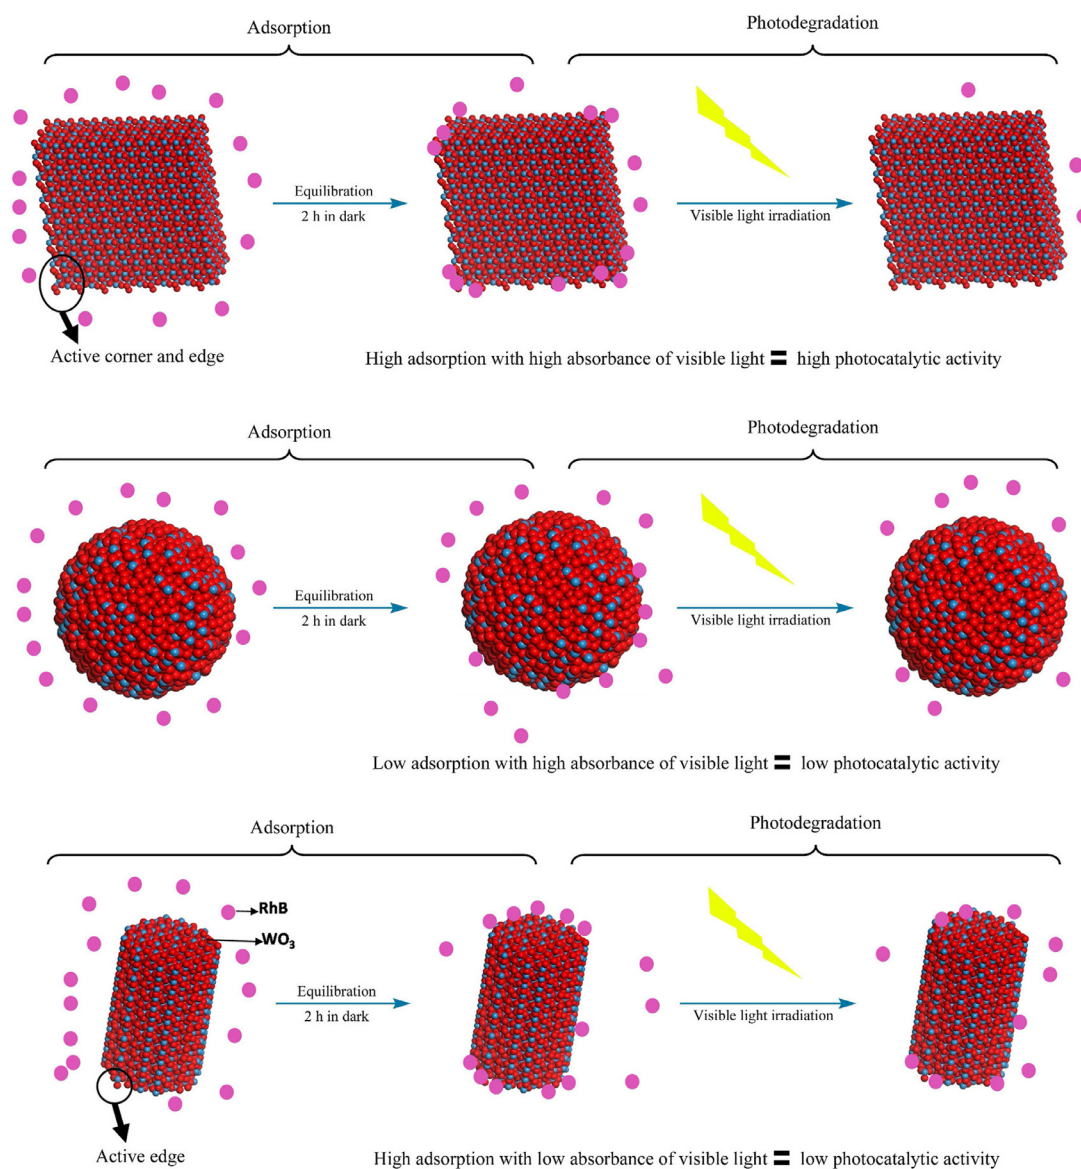 Adsorption
Photodegradation
Equilibration
2 h in dark
Visible light irradiation
Active corner and edge
High adsorption with high absorbance of visible light = high photocatalytic activity
Adsorption
Photodegradation
Equilibration
2 h in dark
Visible light irradiation
Low adsorption with high absorbance of visible light = low photocatalytic activity
Adsorption
Photodegradation
RhB
WO₃
Equilibration
2 h in dark
Visible light irradiation
Active edge
High adsorption with low absorbance of visible light = low photocatalytic activity